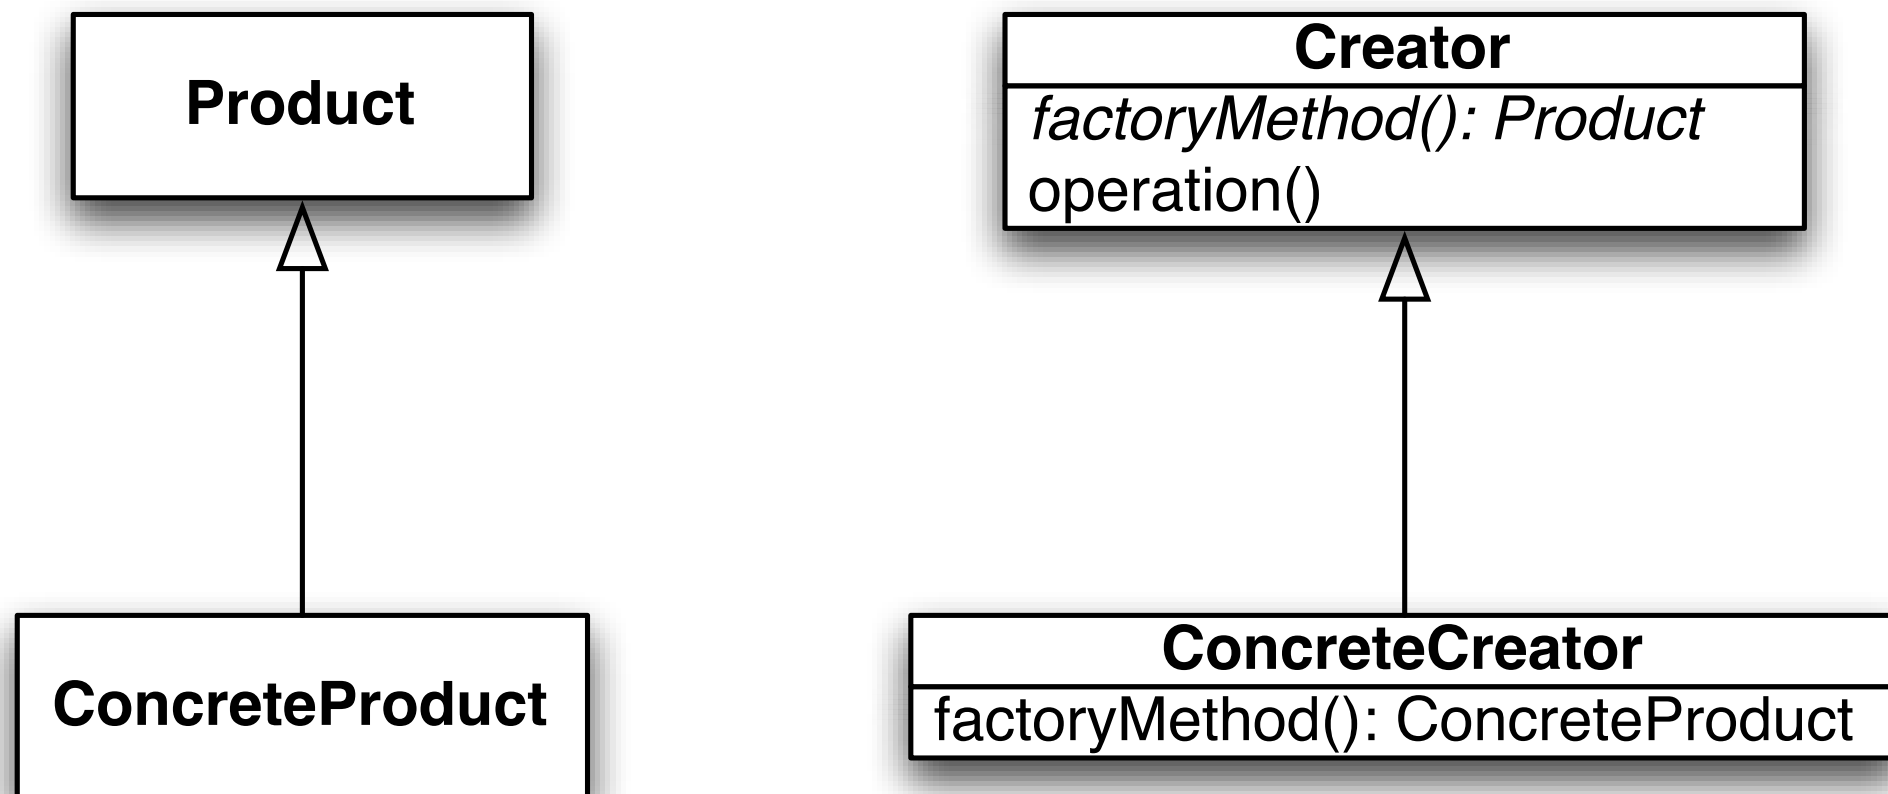 Product
Creator
factoryMethod(): Product
operation()
ConcreteProduct
ConcreteCreator
factoryMethod(): ConcreteProduct